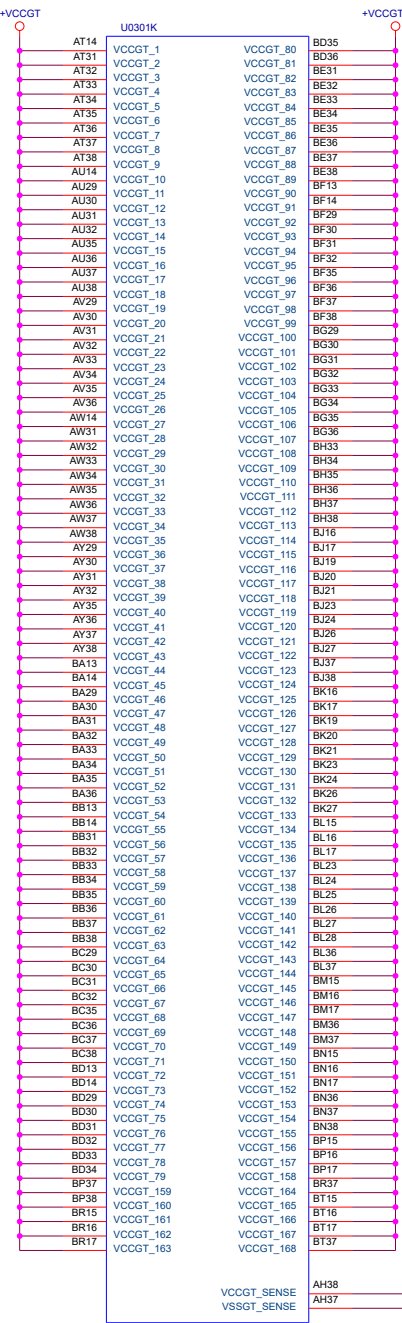 +VCCGT +VCCGT
U0301K
AT14 VCCGT_1 VCCGT_80 BD35
AT31 VCCGT_2 VCCGT_81 BD36
AT32 VCCGT_3 VCCGT_82 BE31
AT33 VCCGT_4 VCCGT_83 BE32
AT34 VCCGT_5 VCCGT_84 BE33
AT35 VCCGT_6 VCCGT_85 BE34
AT36 VCCGT_7 VCCGT_86 BE35
AT37 VCCGT_8 VCCGT_87 BE36
AT38 VCCGT_9 VCCGT_88 BE37
AU14 VCCGT_10 VCCGT_89 BE38
AU29 VCCGT_11 VCCGT_90 BF13
AU30 VCCGT_12 VCCGT_91 BF14
AU31 VCCGT_13 VCCGT_92 BF29
AU32 VCCGT_14 VCCGT_93 BF30
AU35 VCCGT_15 VCCGT_94 BF31
AU36 VCCGT_16 VCCGT_95 BF32
AU37 VCCGT_17 VCCGT_96 BF35
AU38 VCCGT_18 VCCGT_97 BF36
AV29 VCCGT_19 VCCGT_98 BF37
AV30 VCCGT_20 VCCGT_99 BF38
AV31 VCCGT_21 VCCGT_100 BG29
AV32 VCCGT_22 VCCGT_101 BG30
AV33 VCCGT_23 VCCGT_102 BG31
AV34 VCCGT_24 VCCGT_103 BG32
AV35 VCCGT_25 VCCGT_104 BG33
AV36 VCCGT_26 VCCGT_105 BG34
AW14 VCCGT_27 VCCGT_106 BG35
AW31 VCCGT_28 VCCGT_107 BG36
AW32 VCCGT_29 VCCGT_108 BH33
AW33 VCCGT_30 VCCGT_109 BH34
AW34 VCCGT_31 VCCGT_110 BH35
AW35 VCCGT_32 VCCGT_111 BH36
AW36 VCCGT_33 VCCGT_112 BH37
AW37 VCCGT_34 VCCGT_113 BH38
AW38 VCCGT_35 VCCGT_114 BJ16
AY29 VCCGT_36 VCCGT_115 BJ17
AY30 VCCGT_37 VCCGT_116 BJ19
AY31 VCCGT_38 VCCGT_117 BJ20
AY32 VCCGT_39 VCCGT_118 BJ21
AY35 VCCGT_40 VCCGT_119 BJ23
AY36 VCCGT_41 VCCGT_120 BJ24
AY37 VCCGT_42 VCCGT_121 BJ26
AY38 VCCGT_43 VCCGT_122 BJ27
BA13 VCCGT_44 VCCGT_123 BJ37
BA14 VCCGT_45 VCCGT_124 BJ38
BA29 VCCGT_46 VCCGT_125 BK16
BA30 VCCGT_47 VCCGT_126 BK17
BA31 VCCGT_48 VCCGT_127 BK19
BA32 VCCGT_49 VCCGT_128 BK20
BA33 VCCGT_50 VCCGT_129 BK21
BA34 VCCGT_51 VCCGT_130 BK23
BA35 VCCGT_52 VCCGT_131 BK24
BA36 VCCGT_53 VCCGT_132 BK26
BB13 VCCGT_54 VCCGT_133 BK27
BB14 VCCGT_55 VCCGT_134 BL15
BB31 VCCGT_56 VCCGT_135 BL16
BB32 VCCGT_57 VCCGT_136 BL17
BB33 VCCGT_58 VCCGT_137 BL23
BB34 VCCGT_59 VCCGT_138 BL24
BB35 VCCGT_60 VCCGT_139 BL25
BB36 VCCGT_61 VCCGT_140 BL26
BB37 VCCGT_62 VCCGT_141 BL27
BB38 VCCGT_63 VCCGT_142 BL28
BC29 VCCGT_64 VCCGT_143 BL36
BC30 VCCGT_65 VCCGT_144 BL37
BC31 VCCGT_66 VCCGT_145 BM15
BC32 VCCGT_67 VCCGT_146 BM16
BC35 VCCGT_68 VCCGT_147 BM17
BC36 VCCGT_69 VCCGT_148 BM36
BC37 VCCGT_70 VCCGT_149 BM37
BC38 VCCGT_71 VCCGT_150 BN15
BD13 VCCGT_72 VCCGT_151 BN16
BD14 VCCGT_73 VCCGT_152 BN17
BD29 VCCGT_74 VCCGT_153 BN36
BD30 VCCGT_75 VCCGT_154 BN37
BD31 VCCGT_76 VCCGT_155 BN38
BD32 VCCGT_77 VCCGT_156 BP15
BD33 VCCGT_78 VCCGT_157 BP16
BD34 VCCGT_79 VCCGT_158 BP17
BP37 VCCGT_159 VCCGT_164 BR37
BP38 VCCGT_160 VCCGT_165 BT15
BR15 VCCGT_161 VCCGT_166 BT16
BR16 VCCGT_162 VCCGT_167 BT17
BR17 VCCGT_163 VCCGT_168 BT37
VCCGT_SENSE AH38
VSSGT_SENSE AH37